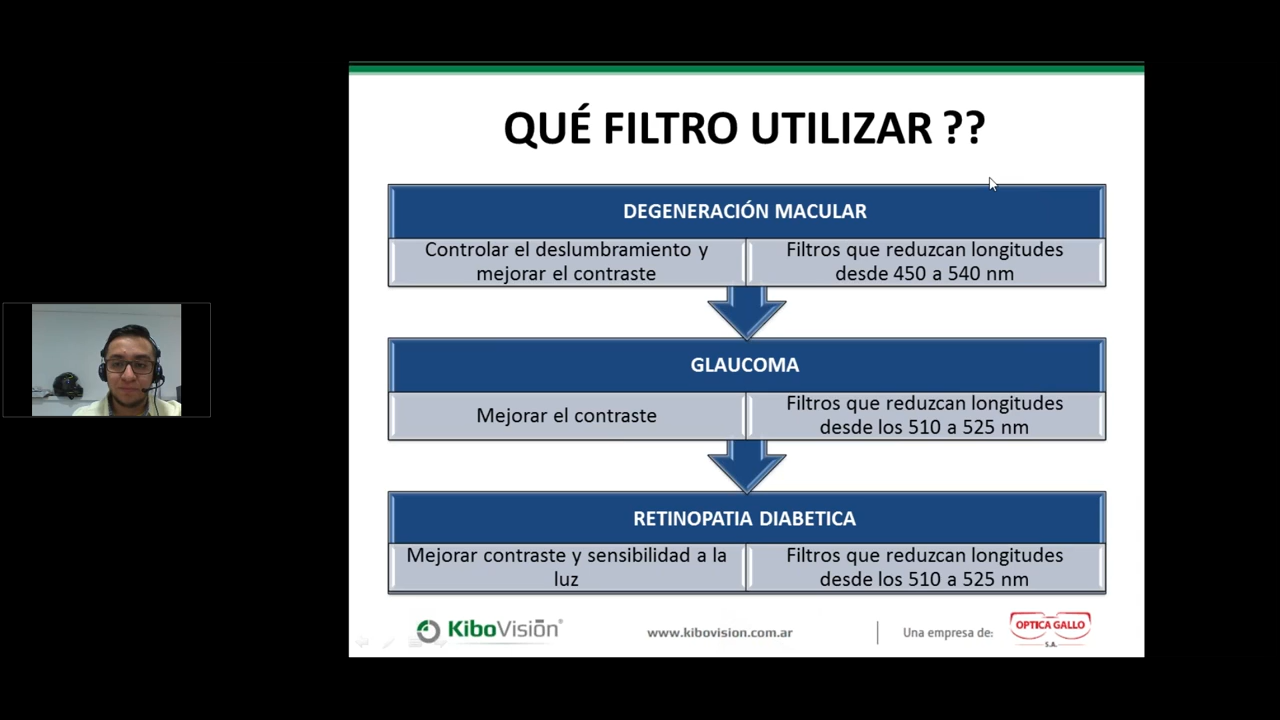 QUÉ FILTRO UTILIZAR ??
DEGENERACIÓN MACULAR
Controlar el deslumbramiento y
mejorar el contraste
Filtros que reduzcan longitudes
desde 450 a 540 nm
GLAUCOMA
Mejorar el contraste
Filtros que reduzcan longitudes
desde los 510 a 525 nm
RETINOPATIA DIABETICA
Mejorar contraste y sensibilidad a la
luz
Filtros que reduzcan longitudes
desde los 510 a 525 nm
KiboVisión®
www.kibovision.com.ar
Una empresa de:
OPTICA GALLO
S.A.